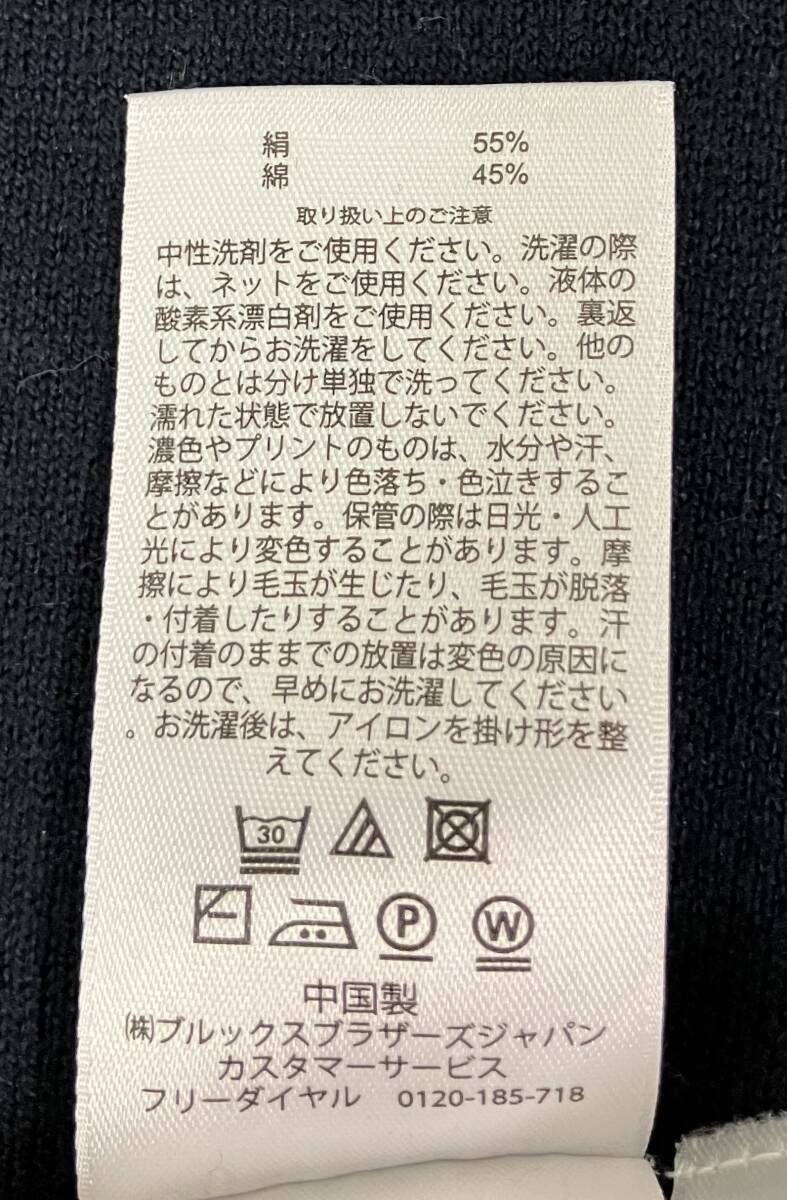 絹 55%
綿 45%
取り扱い上のご注意
中性洗剤をご使用ください。洗濯の際
は、ネットをご使用ください。液体の
酸素系漂白剤をご使用ください。裏返
してからお洗濯をしてください。他の
ものとは分け単独で洗ってください。
濡れた状態で放置しないでください。
濃色やプリントのものは、水分や汗、
摩擦などにより色落ち・色泣きするこ
とがあります。保管の際は日光・人工
光により変色することがあります。摩
擦により毛玉が生じたり、毛玉が脱落
・付着したりすることがあります。汗
の付着のままでの放置は変色の原因に
なるので、早めにお洗濯してください
。お洗濯後は、アイロンを掛け形を整
えてください。
30
P W
中国製
㈱ブルックスブラザーズジャパン
カスタマーサービス
フリーダイヤル 0120-185-718